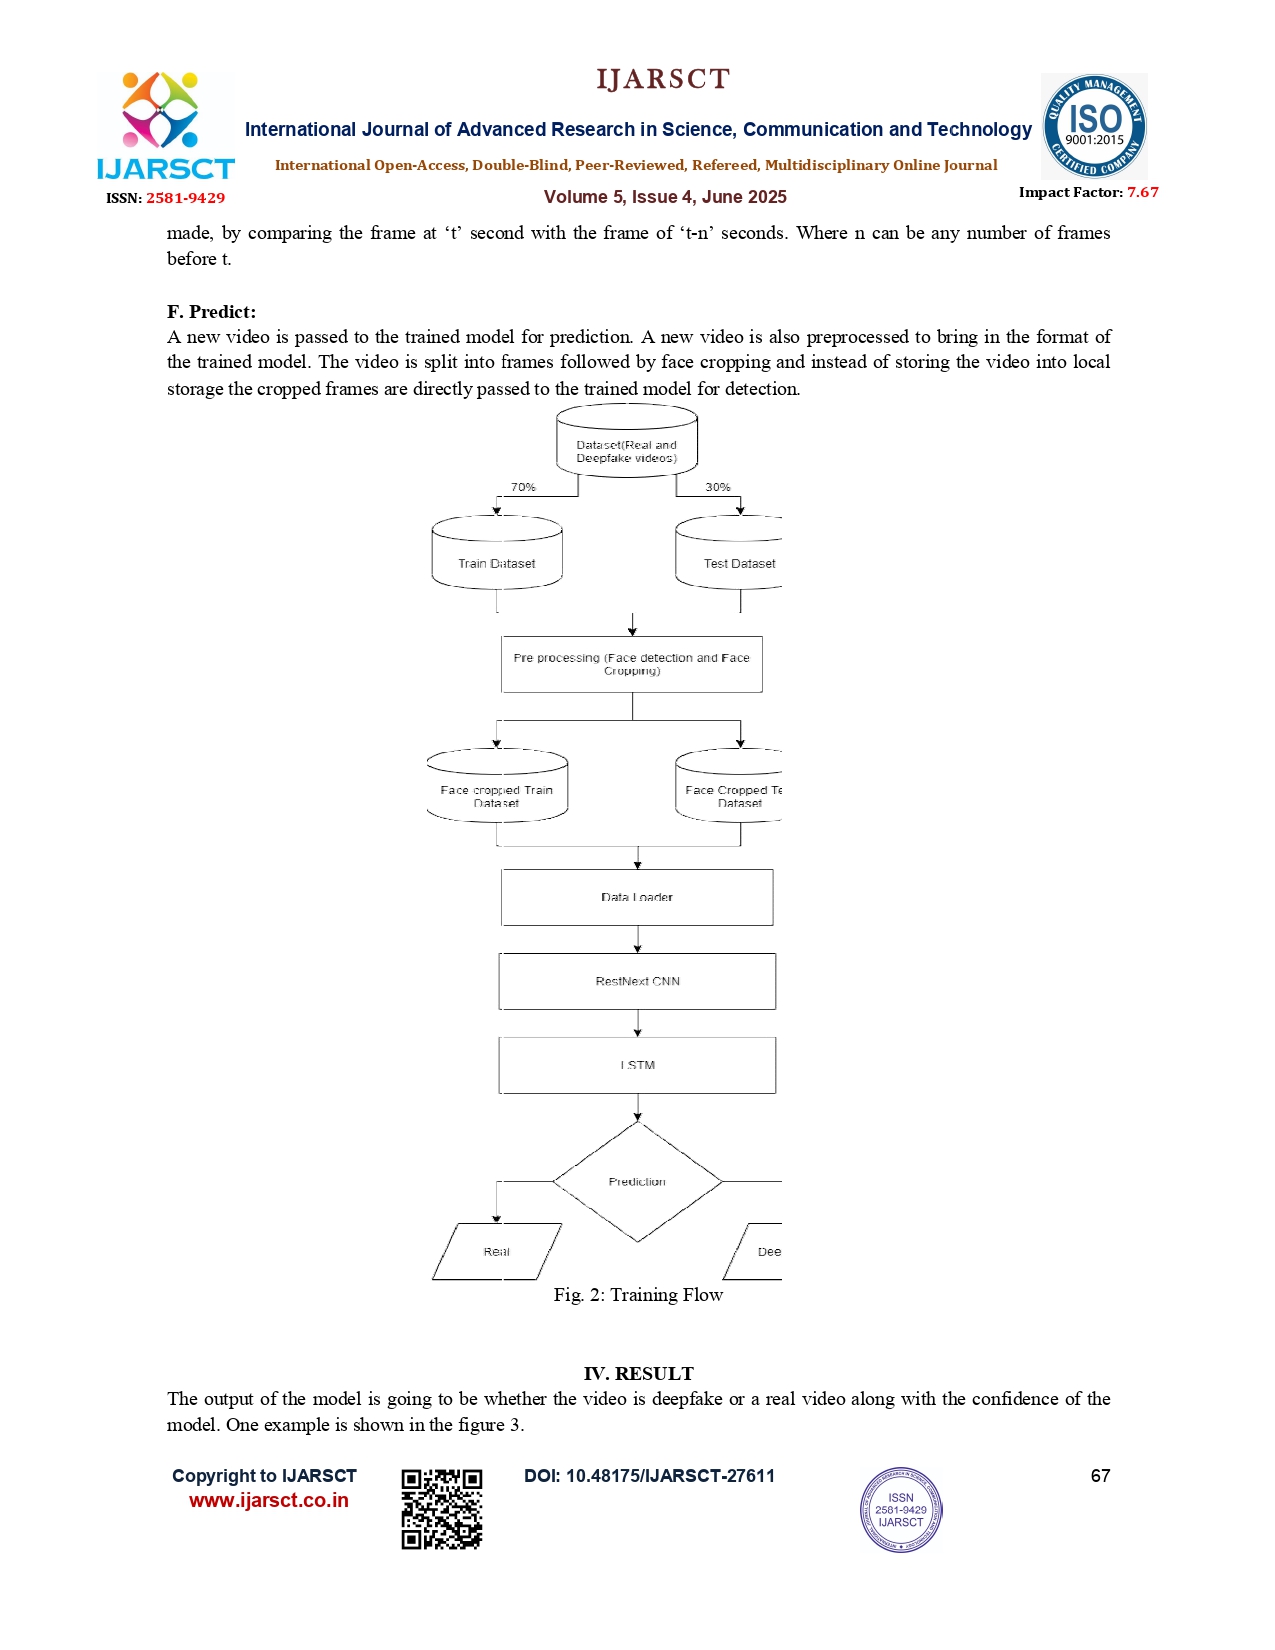 IJARSCT
International Journal of Advanced Research in Science, Communication and Technology
International Open-Access, Double-Blind, Peer-Reviewed, Refereed, Multidisciplinary Online Journal
IJARSCT
ISSN: 2581-9429
Volume 5, Issue 4, June 2025
QUALITY MANAGEMENT
ISO
9001:2015
CERTIFIED COMPANY
Impact Factor: 7.67
made, by comparing the frame at ‘t’ second with the frame of ‘t-n’ seconds. Where n can be any number of frames
before t.
F. Predict:
A new video is passed to the trained model for prediction. A new video is also preprocessed to bring in the format of
the trained model. The video is split into frames followed by face cropping and instead of storing the video into local
storage the cropped frames are directly passed to the trained model for detection.
Dataset(Real and
Deepfake videos)
70%
30%
Train Dataset
Test Dataset
Pre processing (Face detection and Face
Cropping)
Face cropped Train
Dataset
Face Cropped Te
Dataset
Data Loader
RestNext CNN
LSTM
Prediction
Real
Dee
Fig. 2: Training Flow
IV. RESULT
The output of the model is going to be whether the video is deepfake or a real video along with the confidence of the
model. One example is shown in the figure 3.
Copyright to IJARSCT
www.ijarsct.co.in
DOI: 10.48175/IJARSCT-27611
ISSN
2581-9429
IJARSCT
67